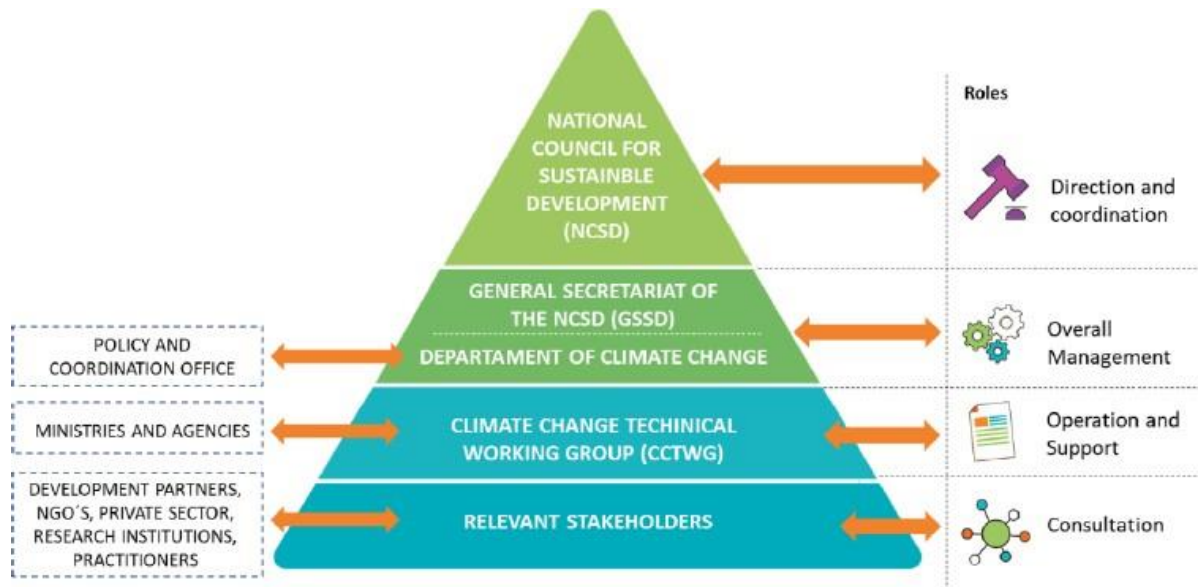 Roles
NATIONAL
COUNCIL FOR
SUSTAINBLE
DEVELOPMENT
(NCSD)
Direction and
coordination
GENERAL SECRETARIAT OF
THE NCSD (GSSD)
DEPARTAMENT OF CLIMATE CHANGE
POLICY AND
COORDINATION OFFICE
Overall
Management
MINISTRIES AND AGENCIES
CLIMATE CHANGE TECHINICAL
WORKING GROUP (CCTWG)
Operation and
Support
DEVELOPMENT PARTNERS,
NGO´S, PRIVATE SECTOR,
RESEARCH INSTITUTIONS,
PRACTITIONERS
RELEVANT STAKEHOLDERS
Consultation